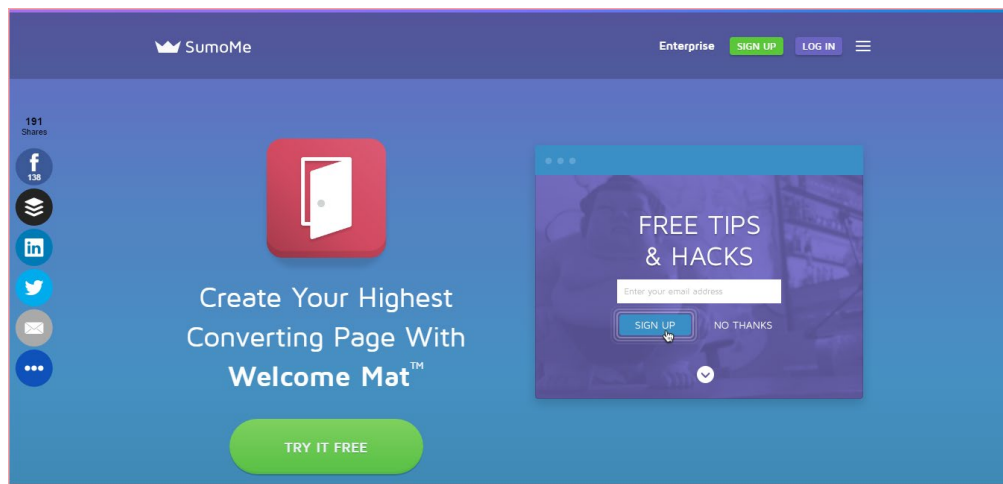 SumoMe
Enterprise
SIGN UP
LOG IN
191
Shares
f
138
in
Create Your Highest
Converting Page With
Welcome Mat™
TRY IT FREE
FREE TIPS
& HACKS
Enter your email address
SIGN UP
NO THANKS